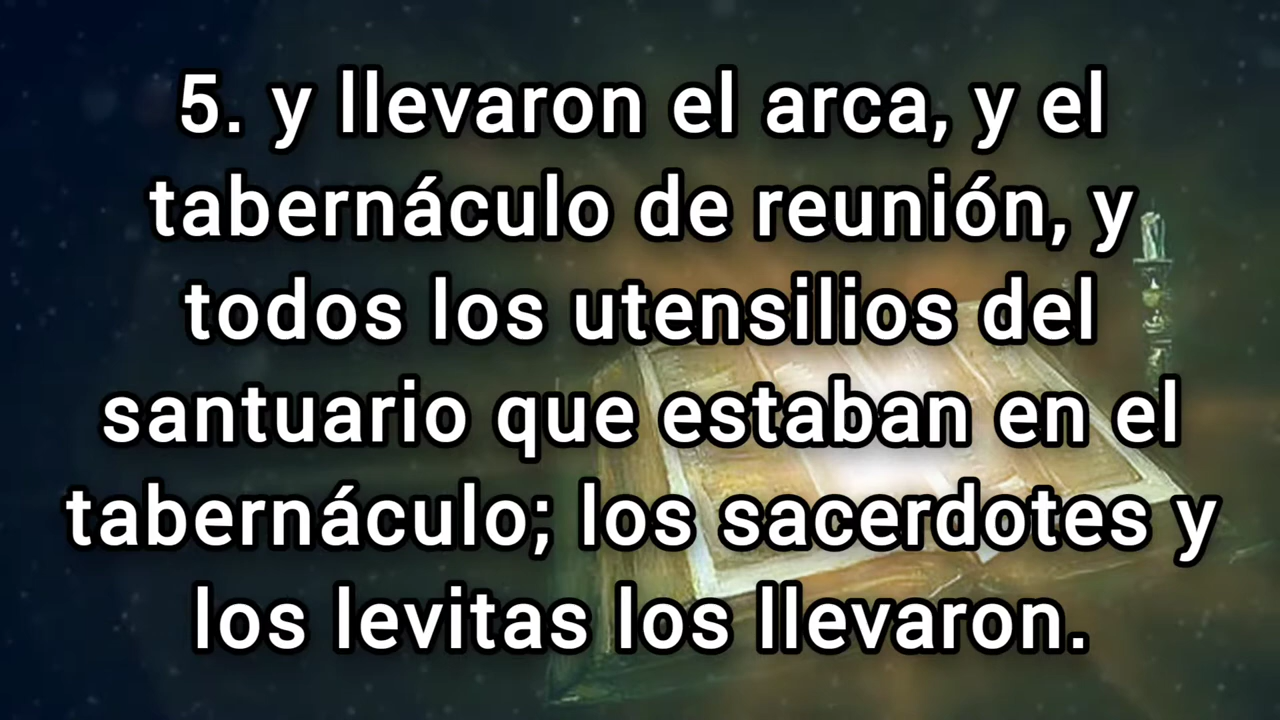 5. y llevaron el arca, y el
tabernáculo de reunión, y
todos los utensilios del
santuario que estaban en el
tabernáculo; los sacerdotes y
los levitas los llevaron.